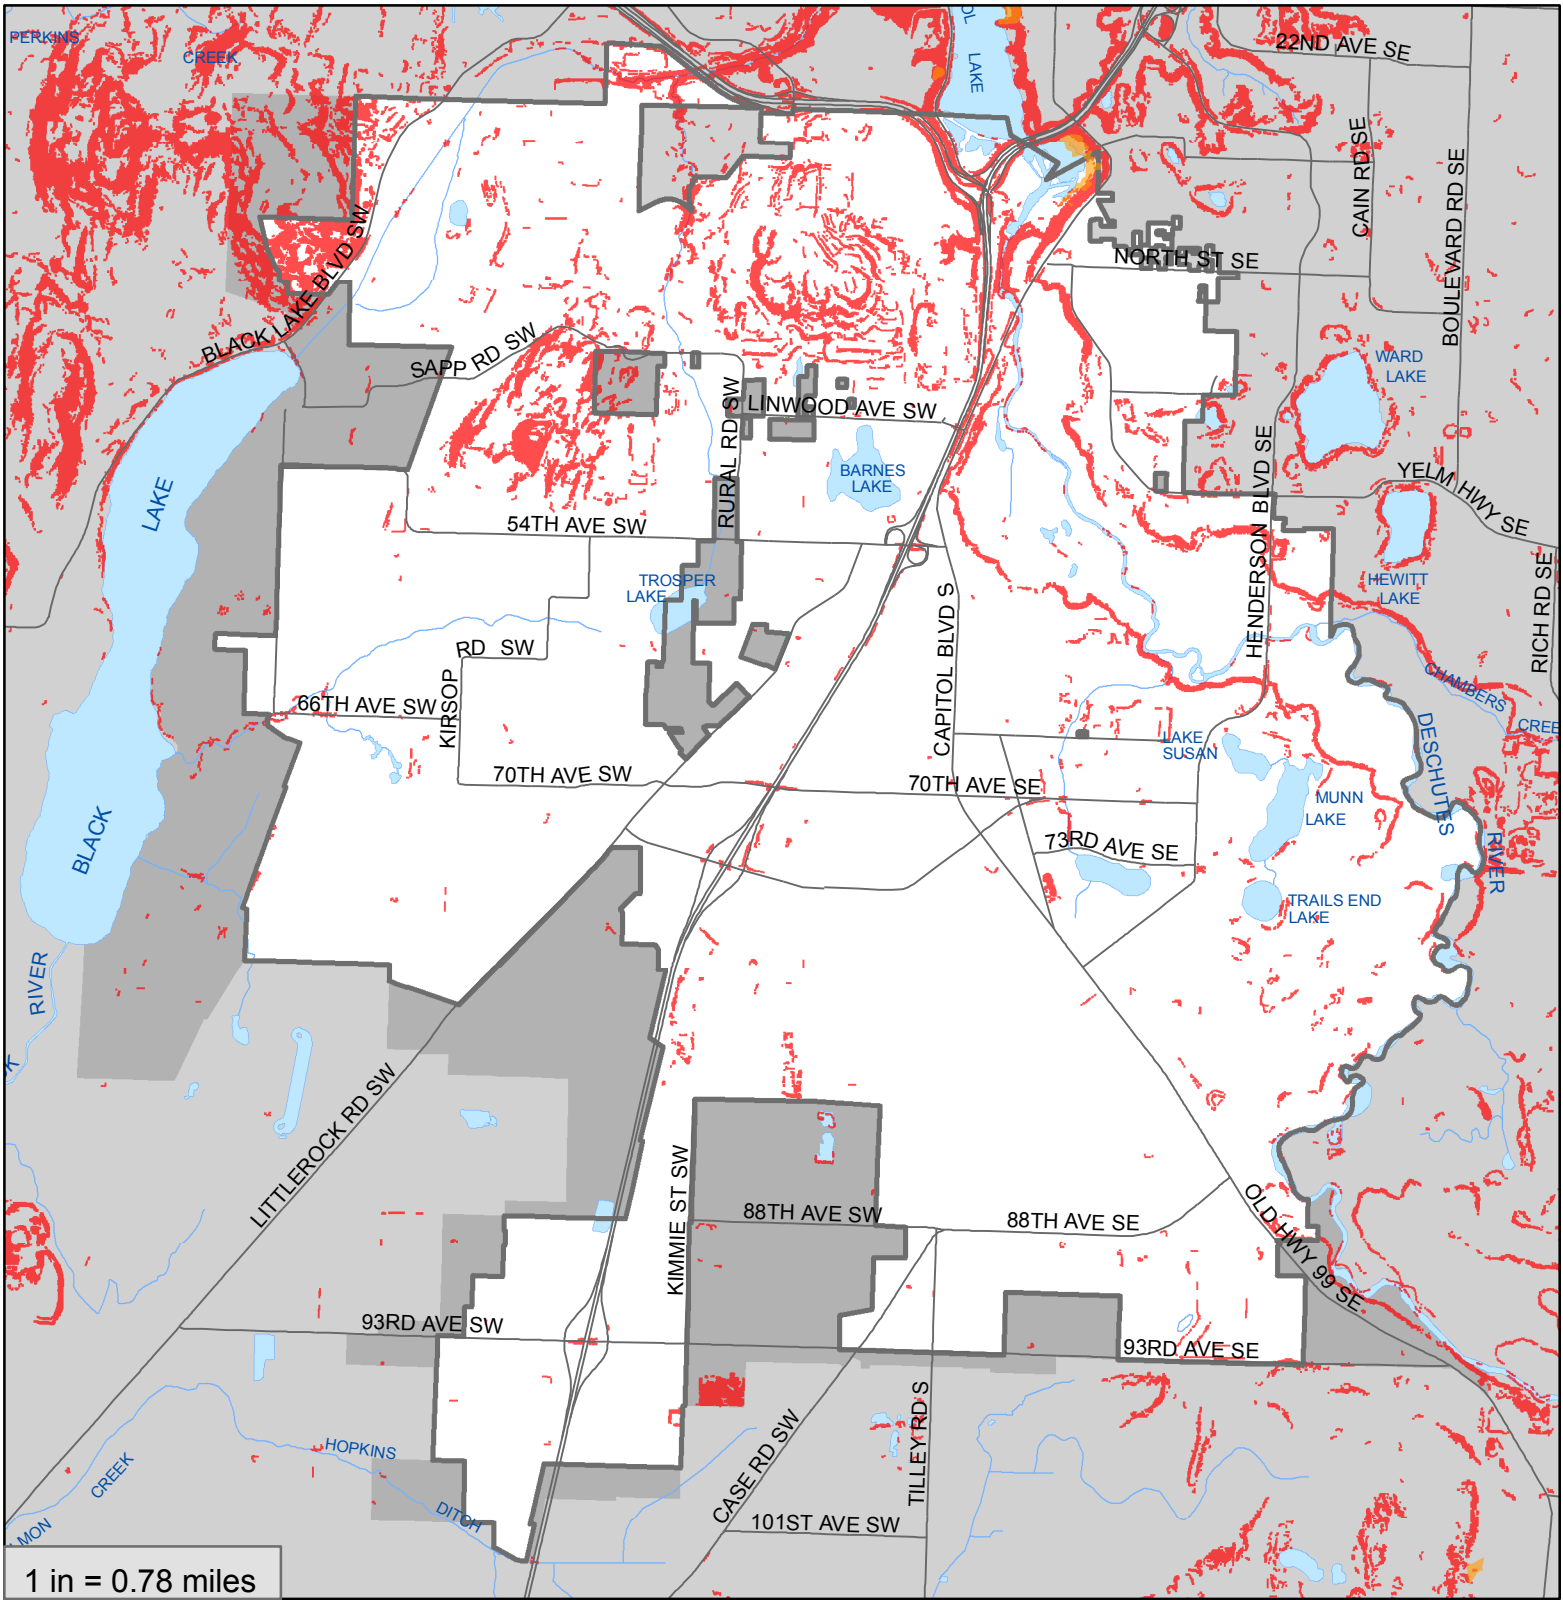 PERKINS
CREEK
OL
LAKE
22ND AVE SE
CAIN RD SE
BOULEVARD RD SE
NORTH ST SE
BLACK LAKE BLVD SW
SAPP RD SW
WARD
LAKE
RURAL RD SW
LINWOOD AVE SW
BARNES
LAKE
YELM HWY SE
LAKE
54TH AVE SW
HENDERSON BLVD SE
TROSPER
LAKE
HEWITT
LAKE
RICH RD SE
CAPITOL BLVD S
RD SW
KIRSOP
66TH AVE SW
CHAMBERS
CREE
DESCHUTES
RIVER
LAKE
SUSAN
70TH AVE SW
70TH AVE SE
MUNN
LAKE
BLACK
73RD AVE SE
TRAILS END
LAKE
RIVER
K
LITTLEROCK RD SW
KIMMIE ST SW
88TH AVE SW
88TH AVE SE
OLD HWY 99 SE
93RD AVE SW
93RD AVE SE
HOPKINS
DITCH
CREEK
MON
CASE RD SW
TILLEY RD S
101ST AVE SW
1 in = 0.78 miles